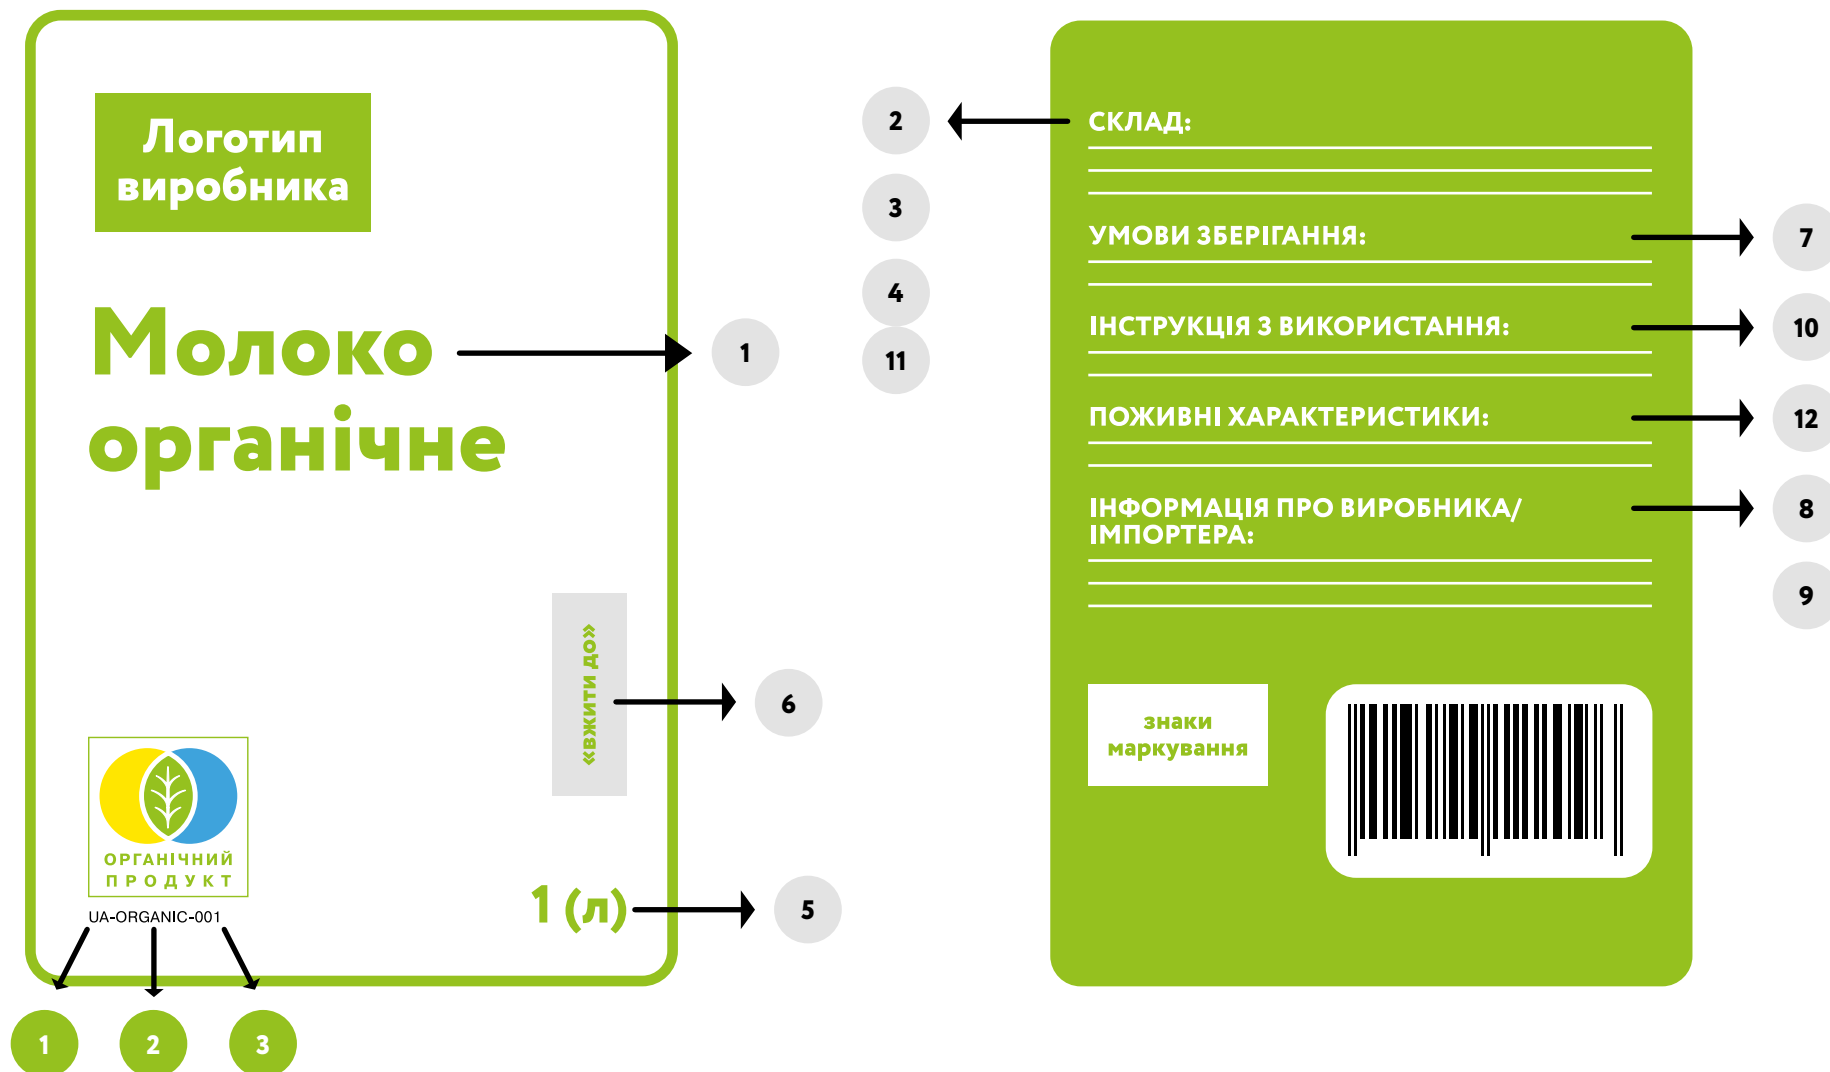 Логотип
виробника
Молоко
органічне
1
«вжити до»
6
ОРГАНІЧНИЙ
ПРОДУКТ
UA-ORGANIC-001
1 (л)
5
1
2
3
2
3
4
11
СКЛАД:
УМОВИ ЗБЕРІГАННЯ:
7
ІНСТРУКЦІЯ З ВИКОРИСТАННЯ:
10
ПОЖИВНІ ХАРАКТЕРИСТИКИ:
12
ІНФОРМАЦІЯ ПРО ВИРОБНИКА/
ІМПОРТЕРА:
8
9
знаки
маркування